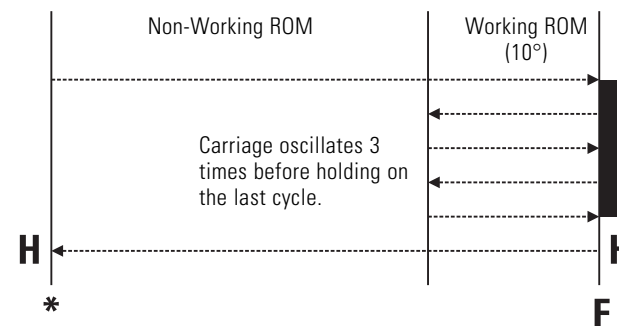 Non-Working ROM
Working ROM
(10°)
Carriage oscillates 3
times before holding on
the last cycle.
H
*
F